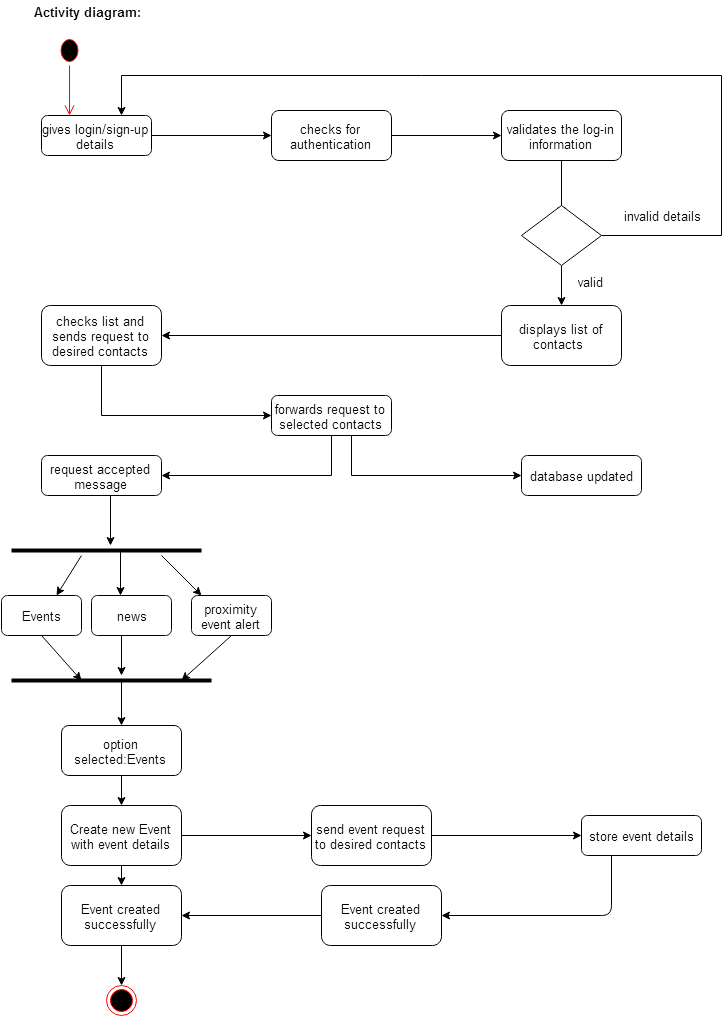 Activity diagram:
gives login/sign-up
details
checks for
authentication
validates the log-in
information
invalid details
valid
checks list and
sends request to
desired contacts
displays list of
contacts
forwards request to
selected contacts
request accepted
message
database updated
Events
news
proximity
event alert
option
selected:Events
Create new Event
with event details
send event request
to desired contacts
store event details
Event created
successfully
Event created
successfully